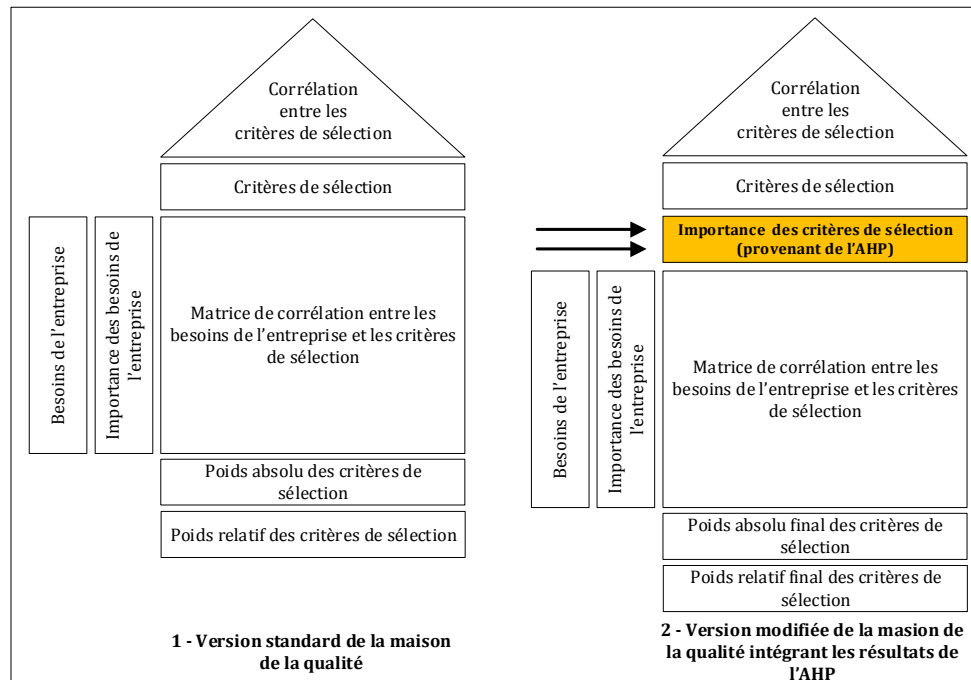 Corrélation
entre les
critères de sélection
Critères de sélection
Besoins de l'entreprise
Importance des besoins de
l'entreprise
Matrice de corrélation entre les
besoins de l'entreprise et les critères
de sélection
Poids absolu des critères de
sélection
Poids relatif des critères de sélection
1 - Version standard de la maison
de la qualité
Corrélation
entre les
critères de sélection
Critères de sélection
Importance des critères de sélection
(provenant de l'AHP)
Besoins de l'entreprise
Importance des besoins de
l'entreprise
Matrice de corrélation entre les
besoins de l'entreprise et les critères
de sélection
Poids absolu final des critères de
sélection
Poids relatif final des critères de
sélection
2 - Version modifiée de la masion de
la qualité intégrant les résultats de
l'AHP